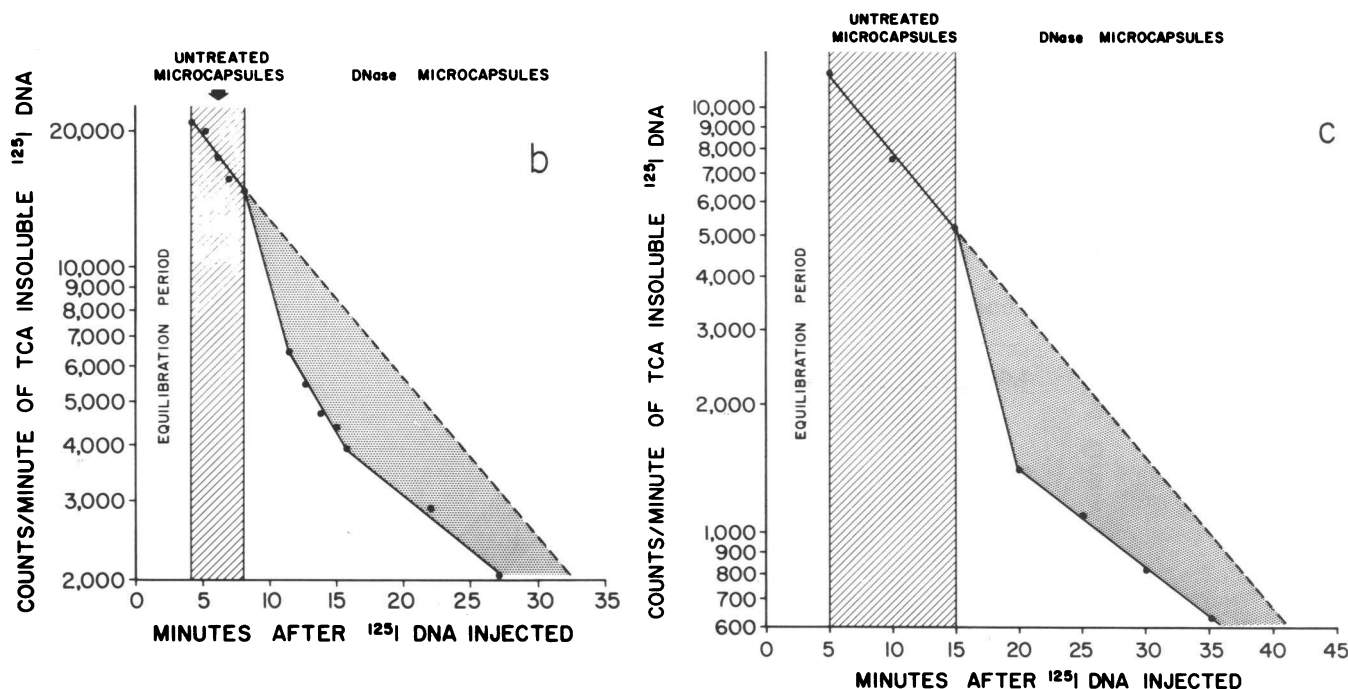 UNTREATED
MICROCAPSULES
DNase MICROCAPSULES
b
COUNTS/MINUTE OF TCA INSOLUBLE ¹²⁵I DNA
20,000
10,000
9,000
8,000
7,000
6,000
5,000
4,000
3,000
2,000
EQUILIBRATION PERIOD
0 5 10 15 20 25 30 35
MINUTES AFTER ¹²⁵I DNA INJECTED
UNTREATED
MICROCAPSULES
DNase MICROCAPSULES
c
COUNTS/MINUTE OF TCA INSOLUBLE ¹²⁵I DNA
10,000
9,000
8,000
7,000
6,000
5,000
4,000
3,000
2,000
1,000
900
800
700
600
EQUILIBRATION PERIOD
0 5 10 15 20 25 30 35 40 45
MINUTES AFTER ¹²⁵I DNA INJECTED